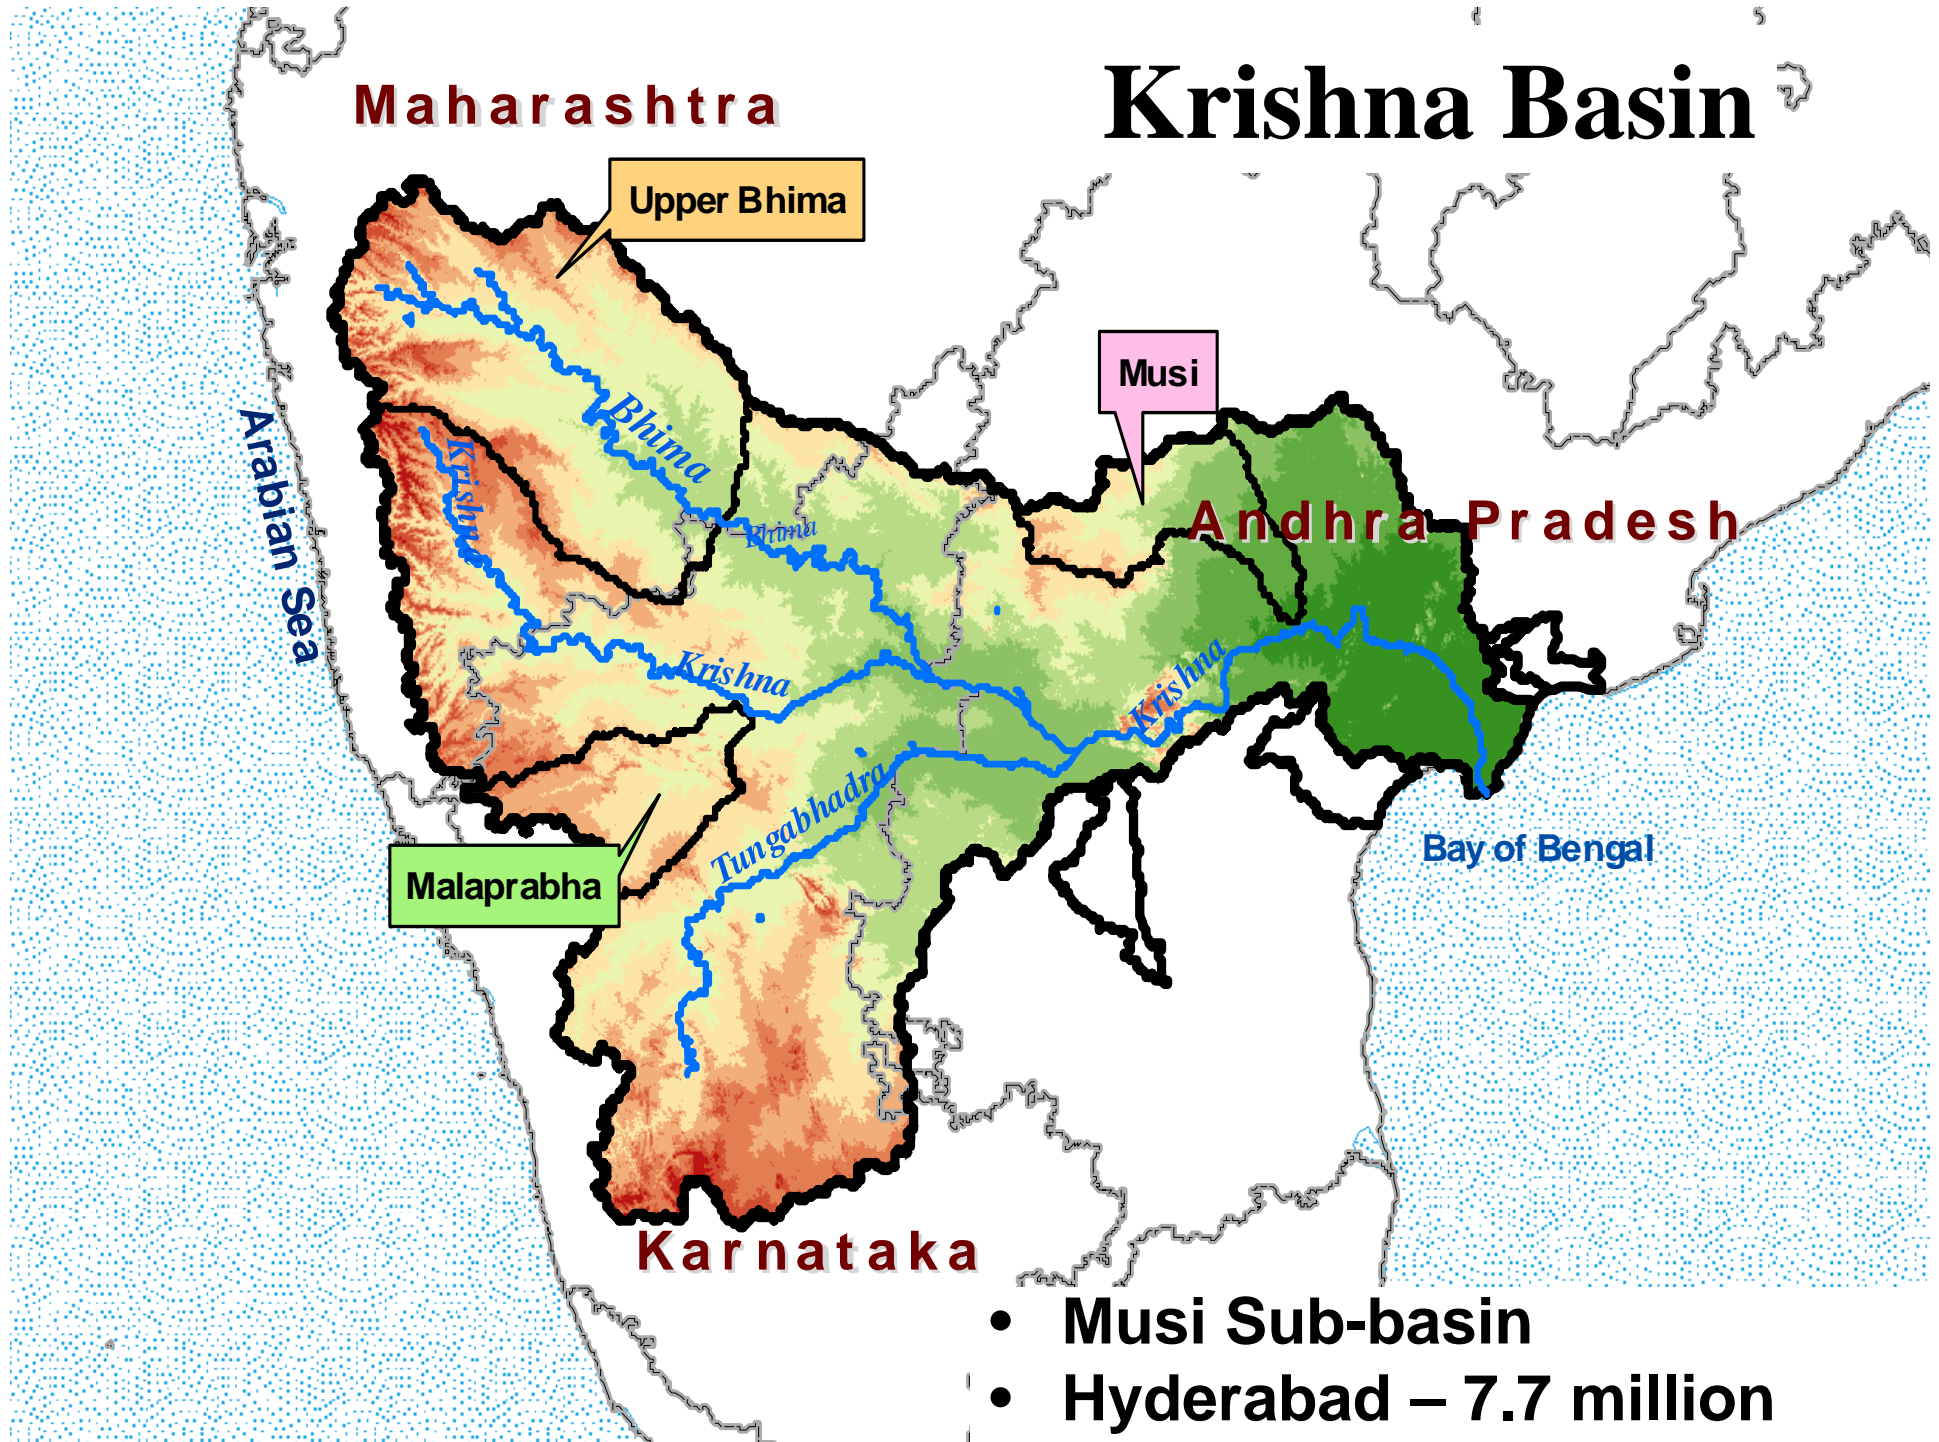 Krishna Basin
Maharashtra
Upper Bhima
Musi
Bhima
Krishna
Arabian Sea
Andhra Pradesh
Bhima
Krishna
Krishna
Tungabhadra
Malaprabha
Bay of Bengal
Karnataka
• Musi Sub-basin
• Hyderabad – 7.7 million